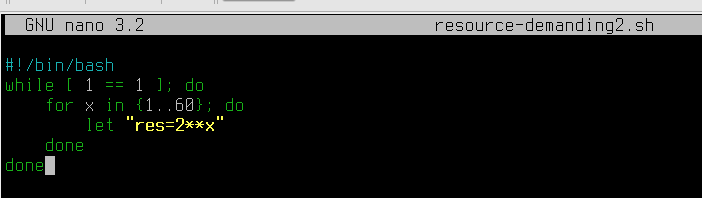 GNU nano 3.2 resource-demanding2.sh
#!/bin/bash
while [ 1 == 1 ]; do
    for x in {1..60}; do
        let "res=2**x"
    done
done